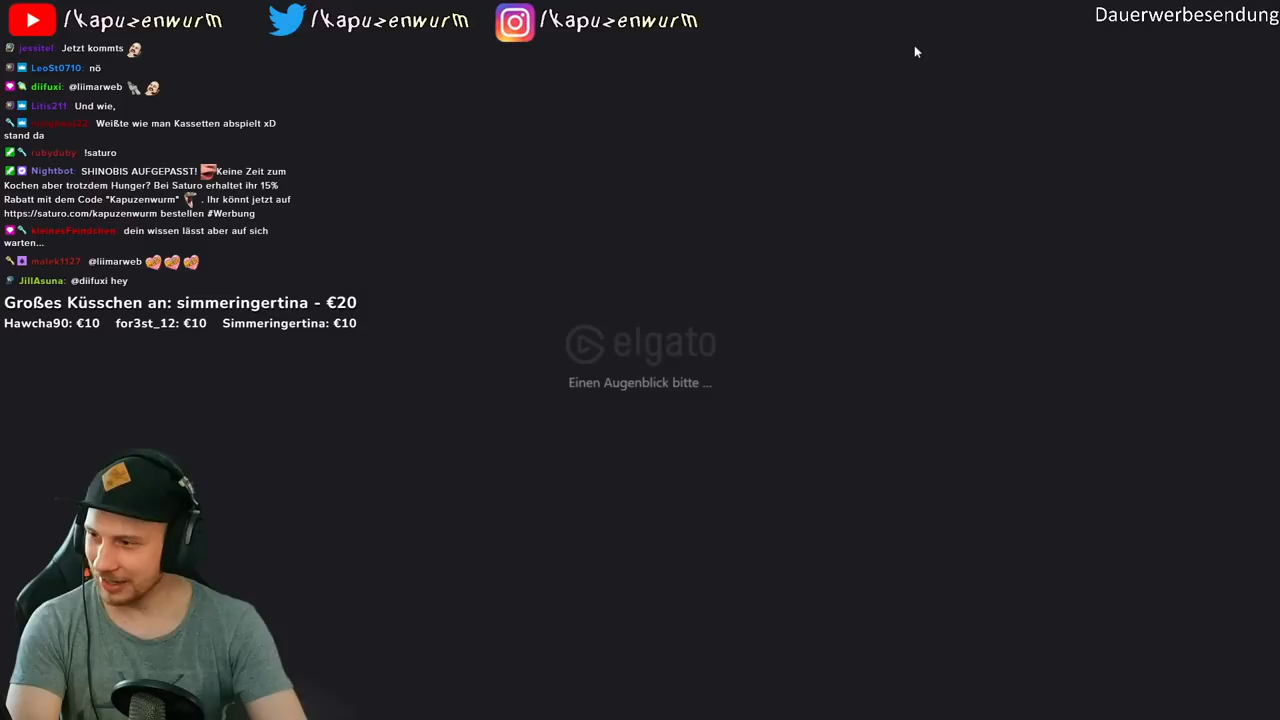 /kapuzenwurm /kapuzenwurm /kapuzenwurm Dauerwerbesendung
jessitel: Jetzt kommts
LeoSt0710: nö
diifuxi: @liimarweb
Litis211: Und wie,
Weißte wie man Kassetten abspielt xD
stand da
rubyduby: !saturo
Nightbot: SHINOBIS AUFGEPASST! Keine Zeit zum
Kochen aber trotzdem Hunger? Bei Saturo erhaltet ihr 15%
Rabatt mit dem Code "Kapuzenwurm" . Ihr könnt jetzt auf
https://saturo.com/kapuzenwurm bestellen #Werbung
kleinesFeindchen: dein wissen lässt aber auf sich
warten...
malek1127 @liimarweb
JillAsuna: @diifuxi hey
Großes Küsschen an: simmeringertina - €20
Hawcha90: €10 for3st_12: €10 Simmeringertina: €10
elgato
Einen Augenblick bitte ...